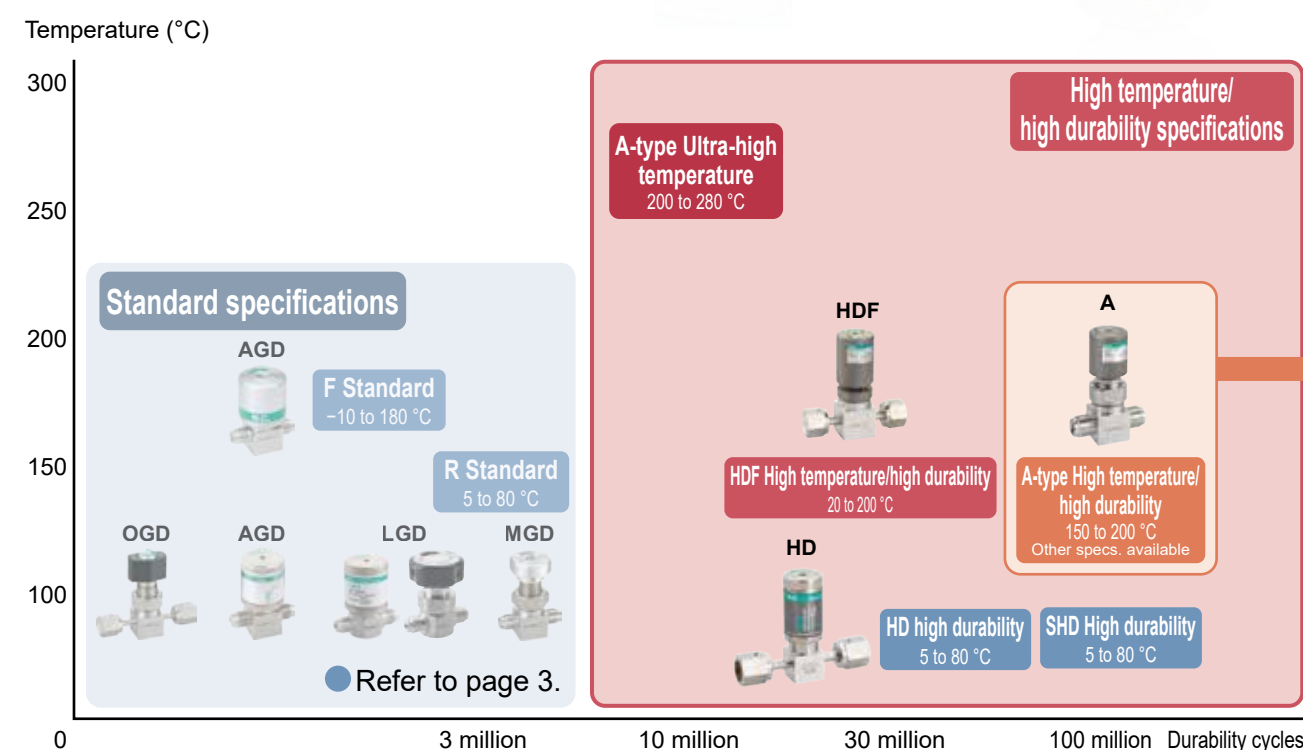 Temperature (°C)
300
250
200
150
100
0
3 million
10 million
30 million
100 million
Durability cycles
High temperature/
high durability specifications
A-type Ultra-high
temperature
200 to 280 °C
Standard specifications
AGD
F Standard
−10 to 180 °C
R Standard
5 to 80 °C
OGD
AGD
LGD
MGD
Refer to page 3.
HDF
HDF High temperature/high durability
20 to 200 °C
A
A-type High temperature/
high durability
150 to 200 °C
Other specs. available
HD
HD high durability
5 to 80 °C
SHD High durability
5 to 80 °C